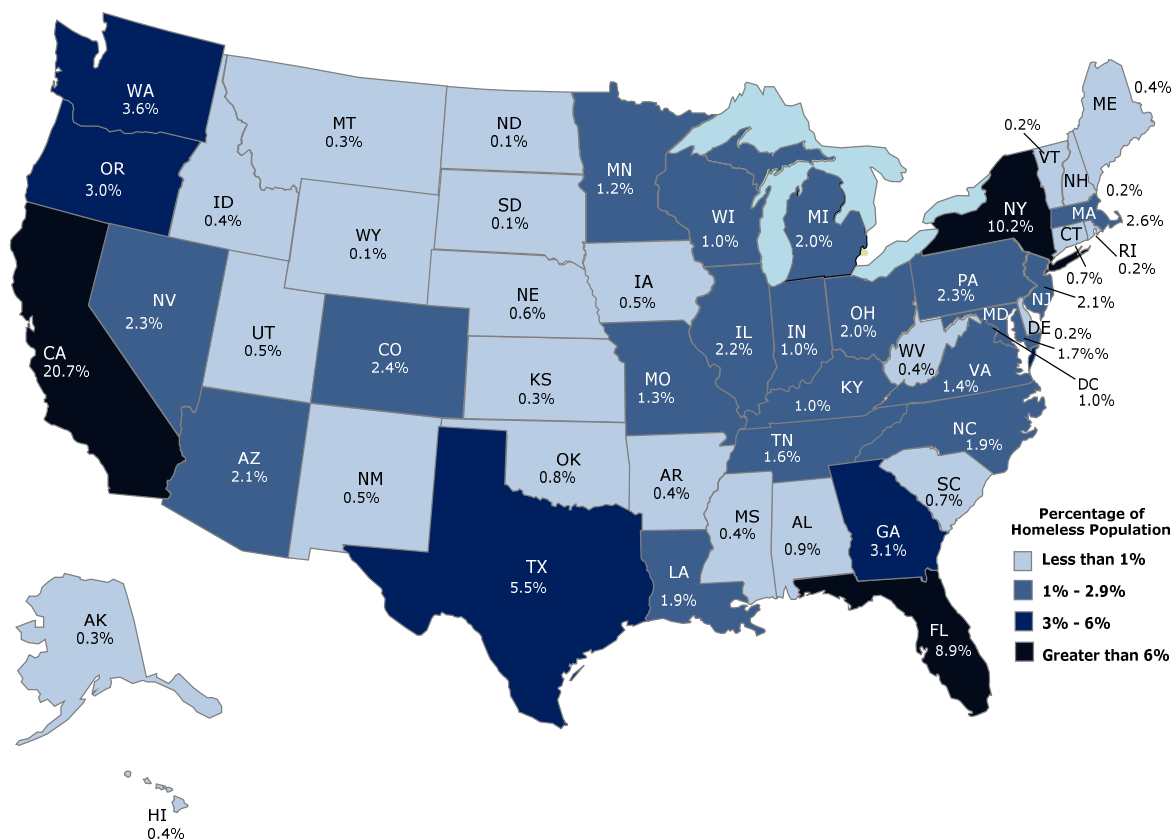 WA
3.6%
MT
0.3%
ND
0.1%
MN
1.2%
ME
0.4%
0.2%
VT
NH
0.2%
OR
3.0%
ID
0.4%
SD
0.1%
WI
1.0%
MI
2.0%
NY
10.2%
MA
2.6%
CT
0.7%
RI
0.2%
WY
0.1%
IA
0.5%
NE
0.6%
PA
2.3%
NJ
2.1%
NV
2.3%
UT
0.5%
CO
2.4%
IL
2.2%
IN
1.0%
OH
2.0%
MD
DE
0.2%
1.7%%
DC
1.0%
WV
0.4%
VA
1.4%
CA
20.7%
KS
0.3%
MO
1.3%
KY
1.0%
AZ
2.1%
NM
0.5%
OK
0.8%
AR
0.4%
TN
1.6%
NC
1.9%
SC
0.7%
MS
0.4%
AL
0.9%
GA
3.1%
TX
5.5%
LA
1.9%
FL
8.9%
AK
0.3%
HI
0.4%
Percentage of
Homeless Population
Less than 1%
1% - 2.9%
3% - 6%
Greater than 6%